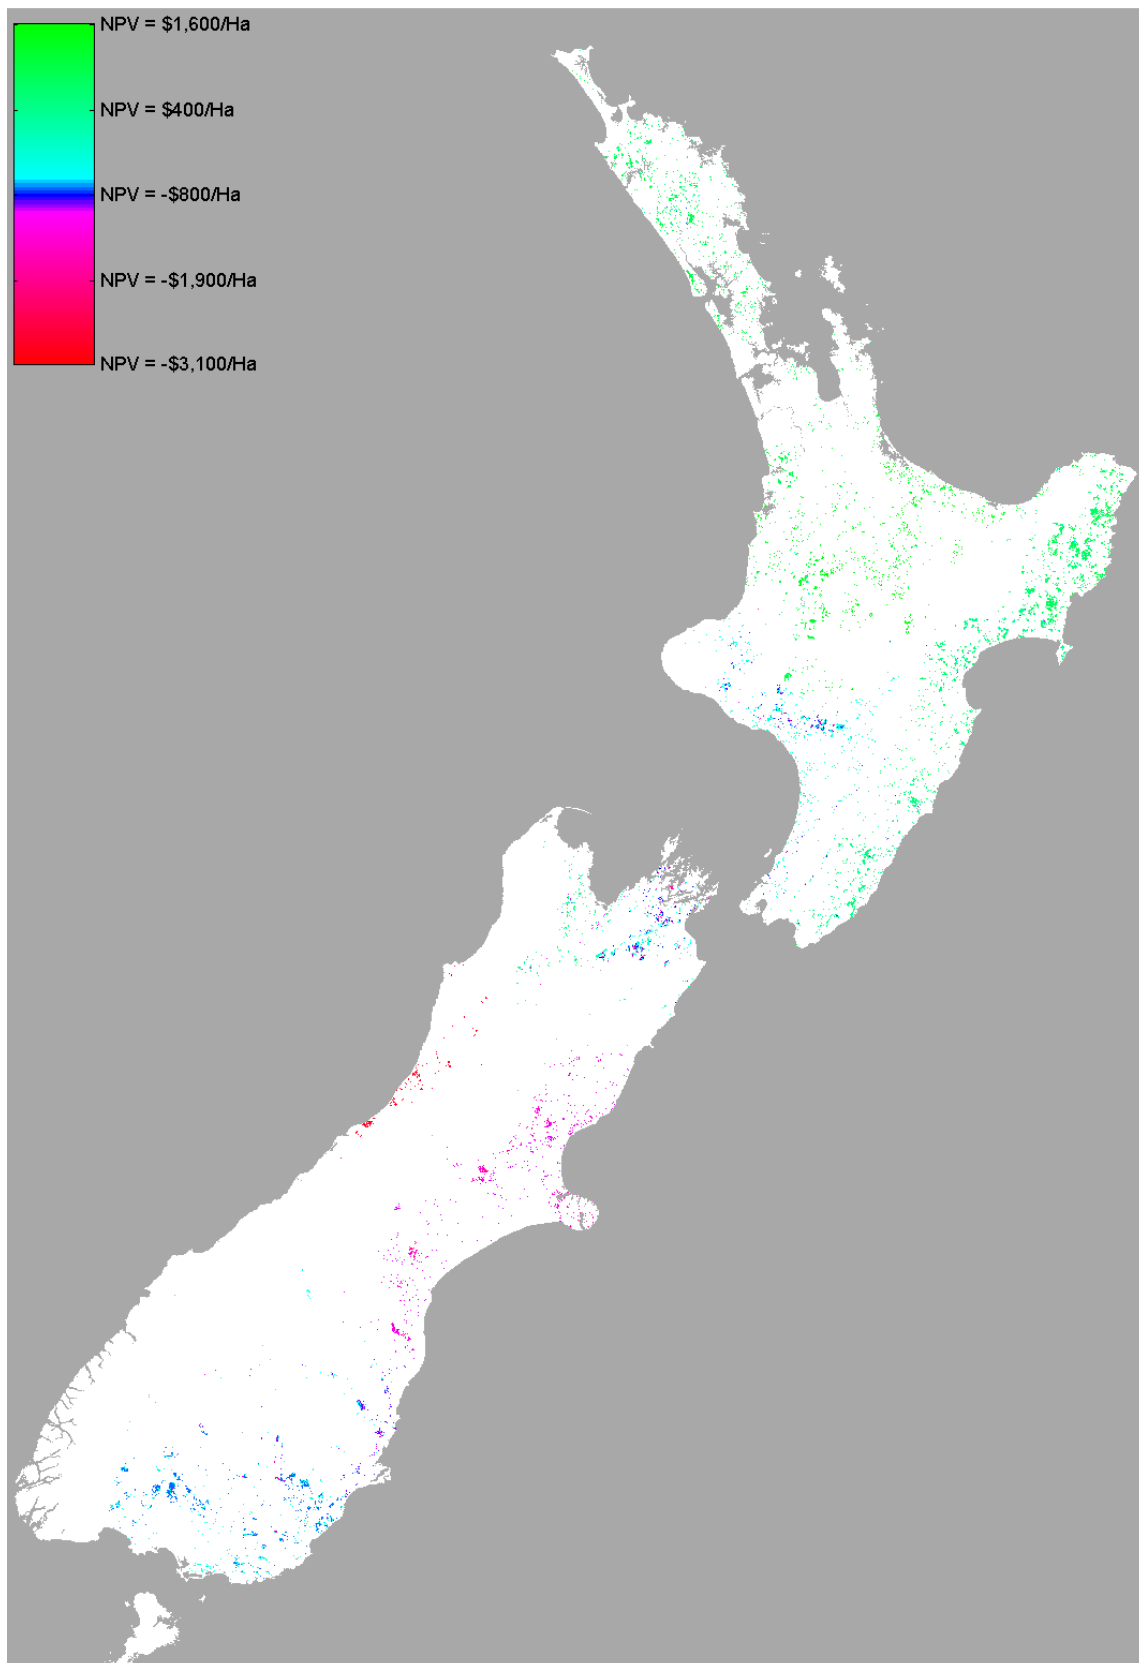 NPV = $1,600/Ha
NPV = $400/Ha
NPV = -$800/Ha
NPV = -$1,900/Ha
NPV = -$3,100/Ha